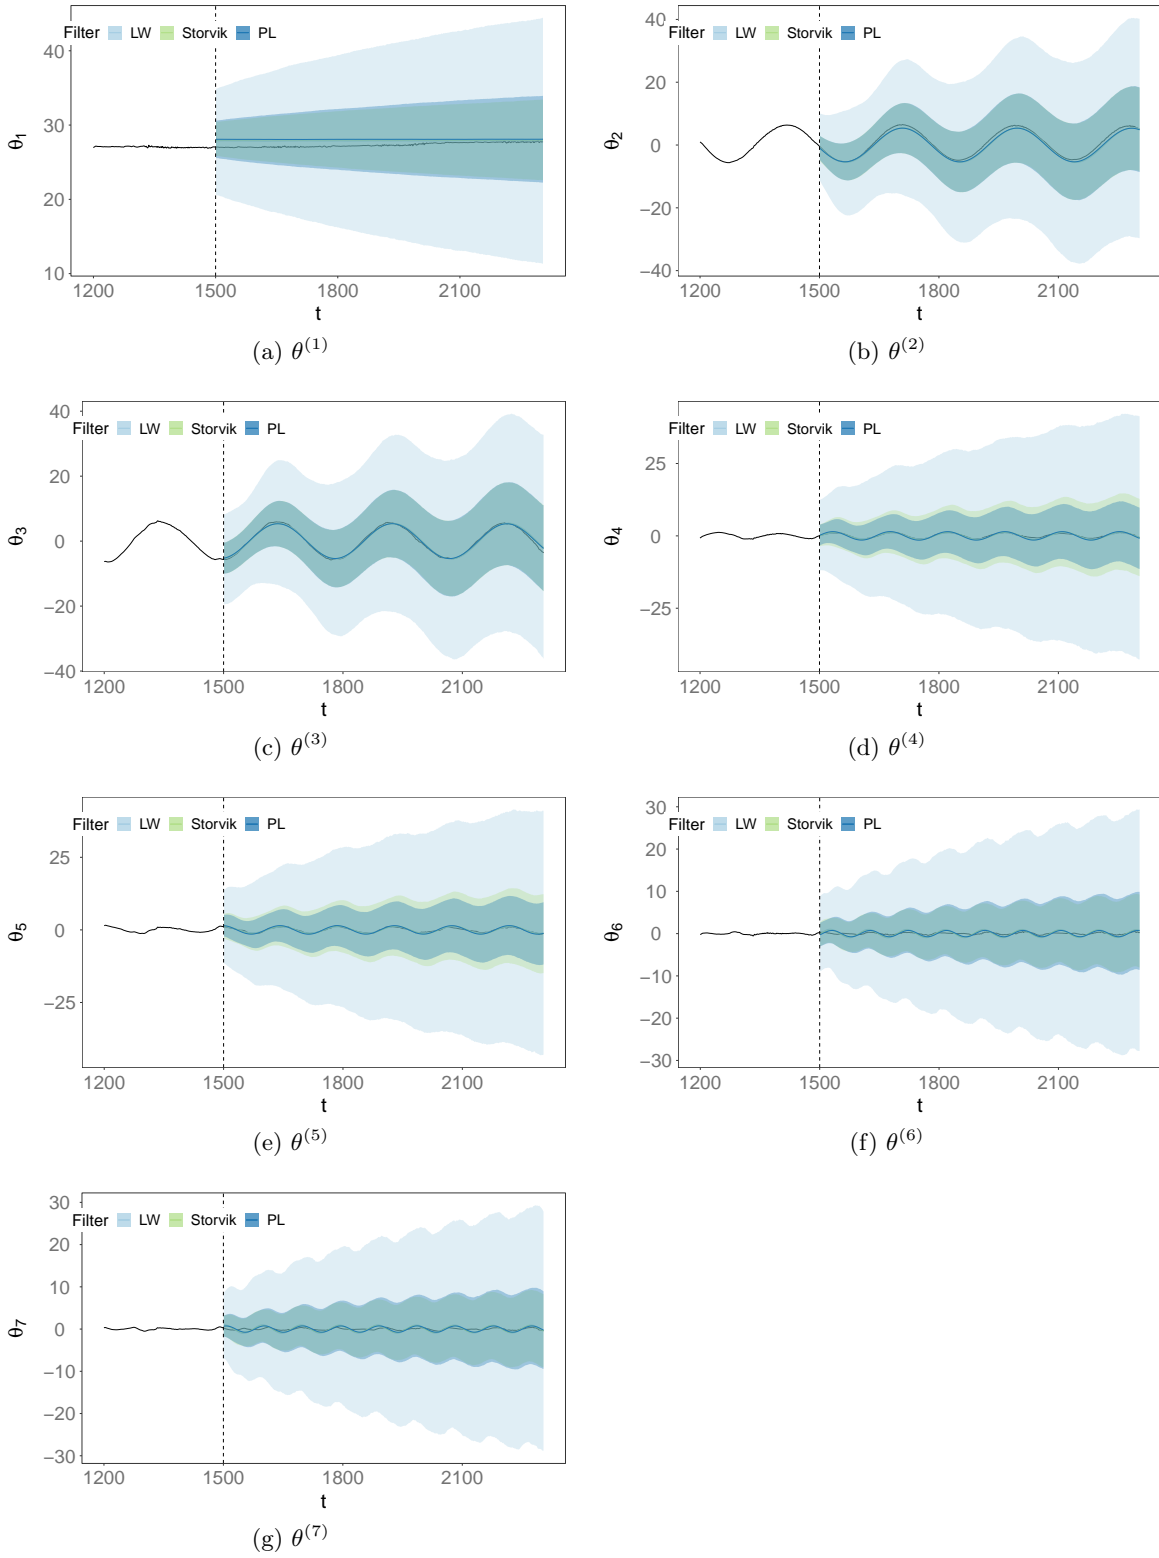 Filter LW Storvik PL
40
30
20
10
θ1
1200 1500 1800 2100
t
(a) θ(1)
Filter LW Storvik PL
40
20
0
−20
−40
θ2
1200 1500 1800 2100
t
(b) θ(2)
Filter LW Storvik PL
40
20
0
−20
−40
θ3
1200 1500 1800 2100
t
(c) θ(3)
Filter LW Storvik PL
25
0
−25
θ4
1200 1500 1800 2100
t
(d) θ(4)
Filter LW Storvik PL
25
0
−25
θ5
1200 1500 1800 2100
t
(e) θ(5)
Filter LW Storvik PL
30
20
10
0
−10
−20
−30
θ6
1200 1500 1800 2100
t
(f) θ(6)
Filter LW Storvik PL
30
20
10
0
−10
−20
−30
θ7
1200 1500 1800 2100
t
(g) θ(7)